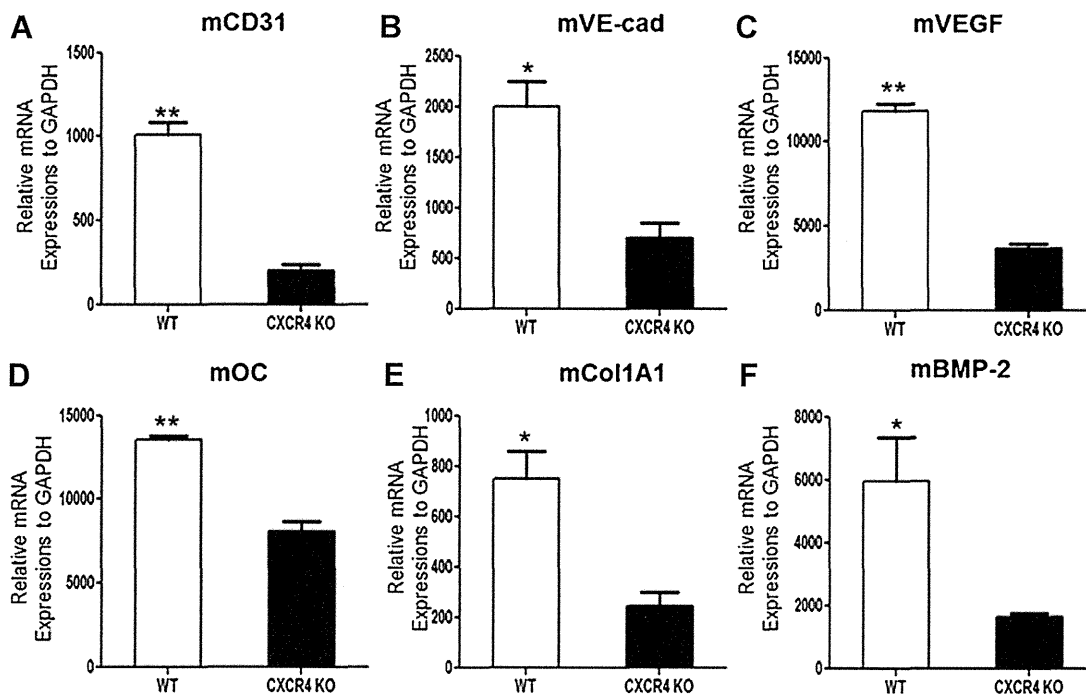 A mCD31
Relative mRNA
Expressions to GAPDH
1500
1000
500
0
**
WT CXCR4 KO
B mVE-cad
Relative mRNA
Expressions to GAPDH
2500
2000
1500
1000
500
0
*
WT CXCR4 KO
C mVEGF
Relative mRNA
Expressions to GAPDH
15000
10000
5000
0
**
WT CXCR4 KO
D mOC
Relative mRNA
Expressions to GAPDH
15000
10000
5000
0
**
WT CXCR4 KO
E mCol1A1
Relative mRNA
Expressions to GAPDH
1000
800
600
400
200
0
*
WT CXCR4 KO
F mBMP-2
Relative mRNA
Expressions to GAPDH
8000
6000
4000
2000
0
*
WT CXCR4 KO